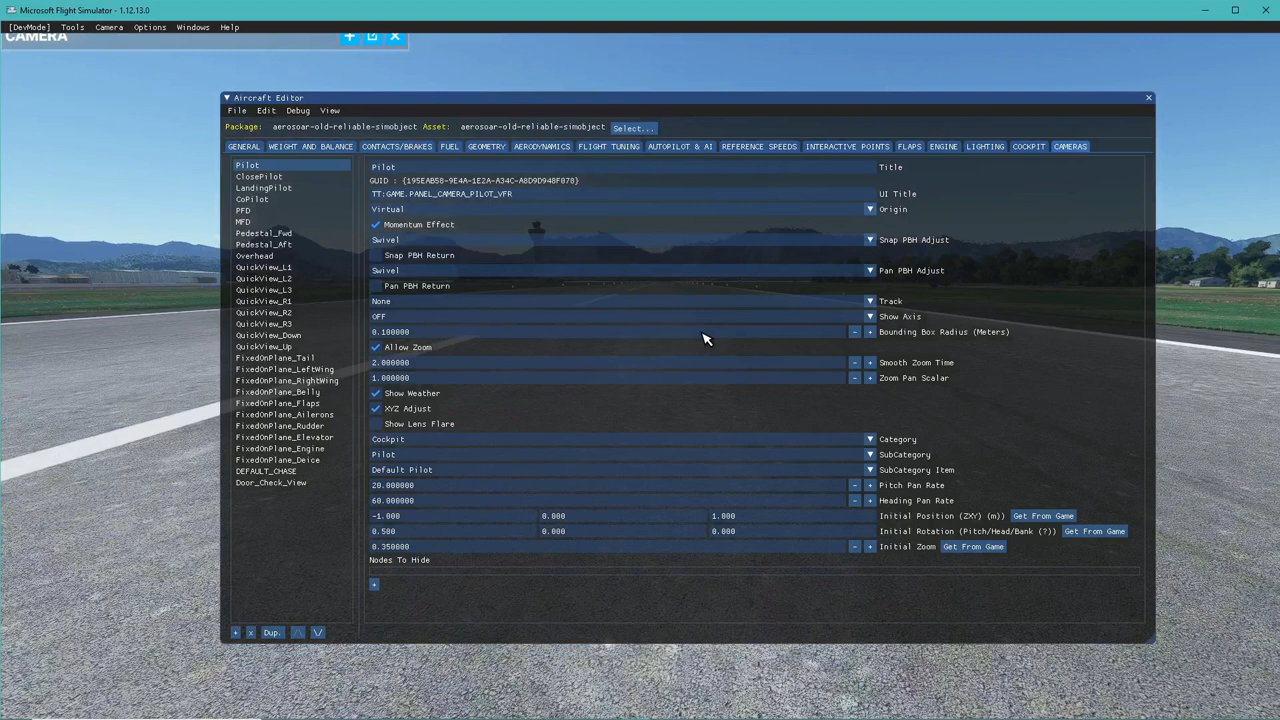 Microsoft Flight Simulator - 1.12.13.0
[DevMode] Tools Camera Options Windows Help
CAMERA
Aircraft Editor
File Edit Debug View
Package: aerosoar-old-reliable-simobject Asset: aerosoar-old-reliable-simobject Select...
GENERAL WEIGHT AND BALANCE CONTACTS/BRAKES FUEL GEOMETRY AERODYNAMICS FLIGHT TUNING AUTOPILOT & AI REFERENCE SPEEDS INTERACTIVE POINTS FLAPS ENGINE LIGHTING COCKPIT CAMERAS
Pilot
ClosePilot
LandingPilot
CoPilot
PFD
MFD
Pedestal_Fwd
Pedestal_Aft
Overhead
QuickView_L1
QuickView_L2
QuickView_L3
QuickView_R1
QuickView_R2
QuickView_R3
QuickView_Down
QuickView_Up
FixedOnPlane_Tail
FixedOnPlane_LeftWing
FixedOnPlane_RightWing
FixedOnPlane_Belly
FixedOnPlane_Flaps
FixedOnPlane_Ailerons
FixedOnPlane_Rudder
FixedOnPlane_Elevator
FixedOnPlane_Engine
FixedOnPlane_Deice
DEFAULT_CHASE
Door_Check_View
+ x Dup. /\ \/
Pilot Title
GUID : {195EAB58-9E4A-1E2A-A34C-A8D9D948F078}
TT:GAME.PANEL_CAMERA_PILOT_VFR UI Title
Virtual Origin
Momentum Effect
Swivel Snap PBH Adjust
Snap PBH Return
Swivel Pan PBH Adjust
Pan PBH Return
None Track
OFF Show Axis
0.100000 - + Bounding Box Radius (Meters)
Allow Zoom
2.000000 - + Smooth Zoom Time
1.000000 - + Zoom Pan Scalar
Show Weather
XYZ Adjust
Show Lens Flare
Cockpit Category
Pilot SubCategory
Default Pilot SubCategory Item
20.000000 - + Pitch Pan Rate
60.000000 - + Heading Pan Rate
-1.000 0.000 1.000 Initial Position (ZXY) (m)) Get From Game
0.500 0.000 0.000 Initial Rotation (Pitch/Head/Bank (?)) Get From Game
0.350000 - + Initial Zoom Get From Game
Nodes To Hide
+